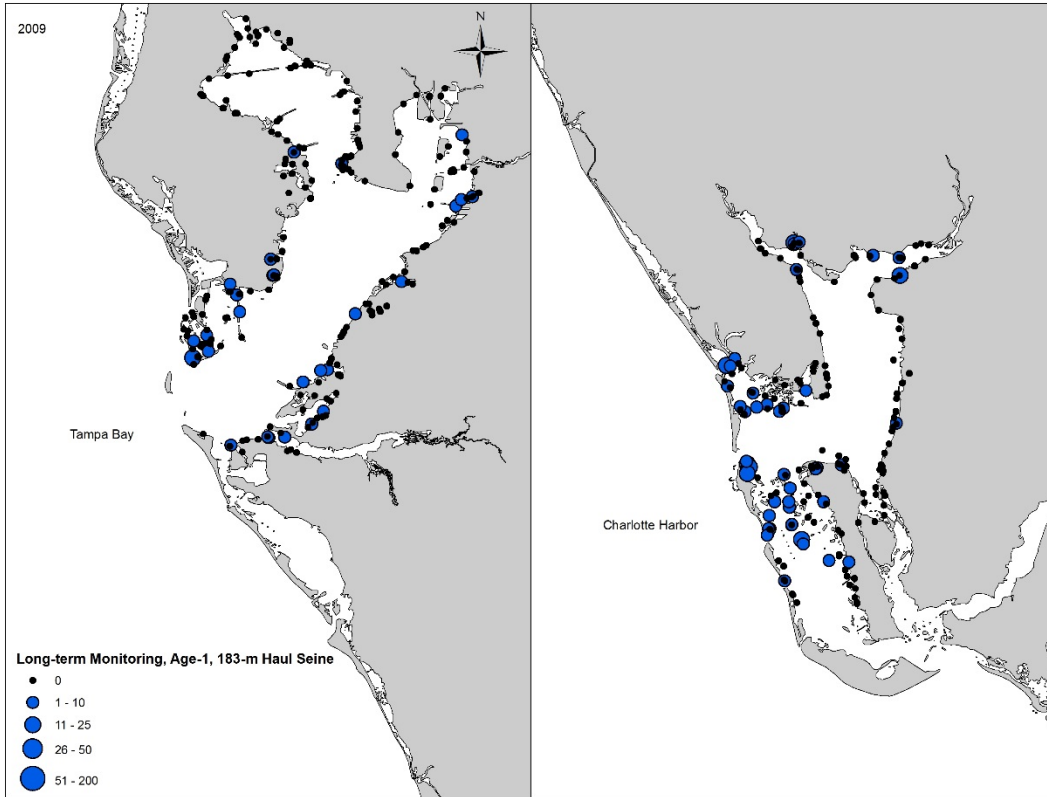 2009
N
Tampa Bay
Charlotte Harbor
Long-term Monitoring, Age-1, 183-m Haul Seine
0
1 - 10
11 - 25
26 - 50
51 - 200